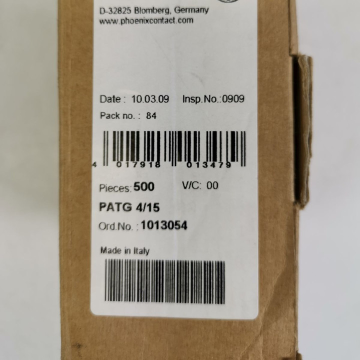 D-32825 Blomberg, Germany
www.phoenixcontact.com
Date : 10.03.09 Insp.No.:0909
Pack no. : 84
4 017918 013479
Pieces: 500 V/C: 00
PATG 4/15
Ord.No.: 1013054
Made in Italy